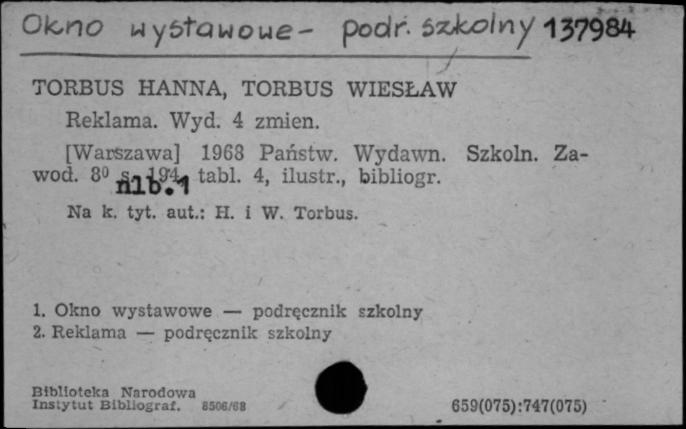 Okno wystawowe - podr. szkolny 137984
TORBUS HANNA, TORBUS WIESŁAW
Reklama. Wyd. 4 zmien.
[Warszawa] 1968 Państw. Wydawn. Szkoln. Za-
wod. 8⁰ s. 194, tabl. 4, ilustr., bibliogr.
nlb. 1
Na k. tyt. aut.: H. i W. Torbus.
1. Okno wystawowe — podręcznik szkolny
2. Reklama — podręcznik szkolny
Biblioteka Narodowa
Instytut Bibliograf. 8506/68
659(075):747(075)